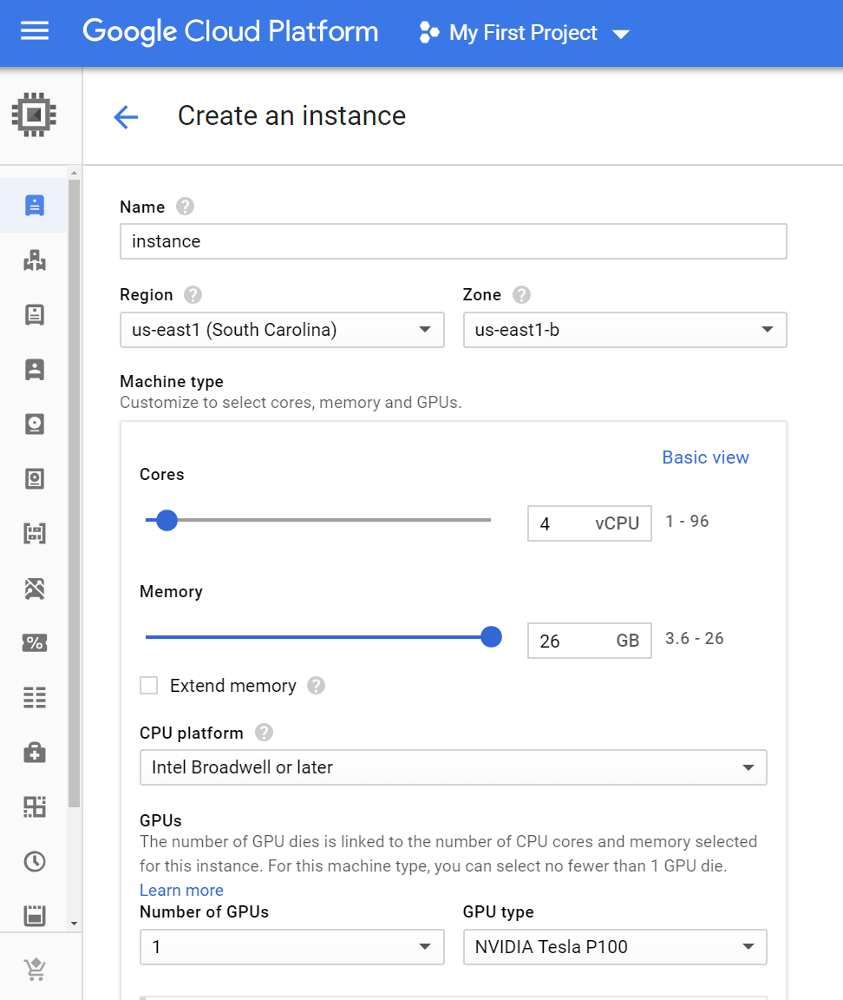 Google Cloud Platform My First Project
Create an instance
Name
instance
Region Zone
us-east1 (South Carolina) us-east1-b
Machine type
Customize to select cores, memory and GPUs.
Basic view
Cores
4 vCPU 1 - 96
Memory
26 GB 3.6 - 26
Extend memory
CPU platform
Intel Broadwell or later
GPUs
The number of GPU dies is linked to the number of CPU cores and memory selected
for this instance. For this machine type, you can select no fewer than 1 GPU die.
Learn more
Number of GPUs GPU type
1 NVIDIA Tesla P100